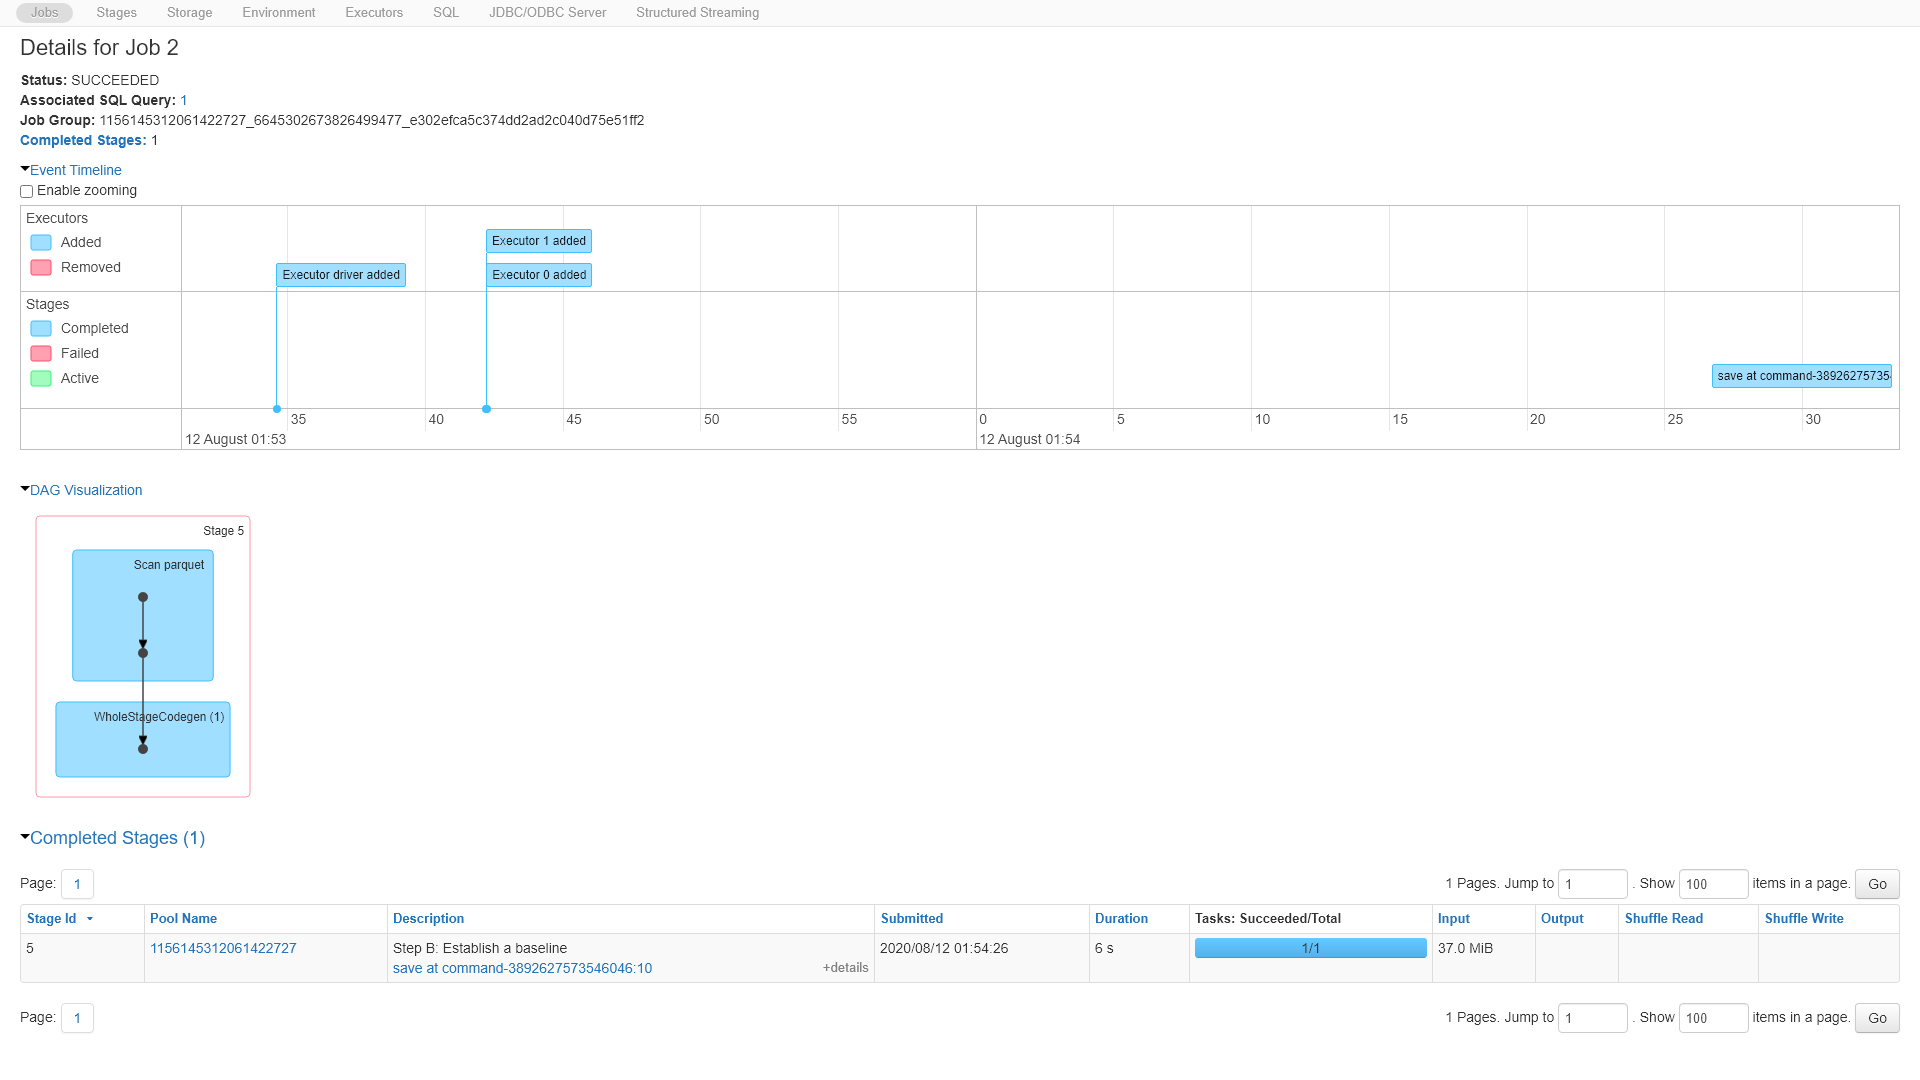 Jobs Stages Storage Environment Executors SQL JDBC/ODBC Server Structured Streaming
Details for Job 2
Status: SUCCEEDED
Associated SQL Query: 1
Job Group: 1156145312061422727_6645302673826499477_e302efca5c374dd2ad2c040d75e51ff2
Completed Stages: 1
Event Timeline
Enable zooming
Executors
Added
Removed
Executor 1 added
Executor driver added
Executor 0 added
Stages
Completed
Failed
Active
save at command-38926275735
35 40 45 50 55 0 5 10 15 20 25 30
12 August 01:53 12 August 01:54
DAG Visualization
Stage 5
Scan parquet
WholeStageCodegen (1)
Completed Stages (1)
Page: 1 1 Pages. Jump to 1 . Show 100 items in a page. Go
Stage Id Pool Name Description Submitted Duration Tasks: Succeeded/Total Input Output Shuffle Read Shuffle Write
5 1156145312061422727 Step B: Establish a baseline 2020/08/12 01:54:26 6 s 1/1 37.0 MiB
save at command-3892627573546046:10 +details
Page: 1 1 Pages. Jump to 1 . Show 100 items in a page. Go